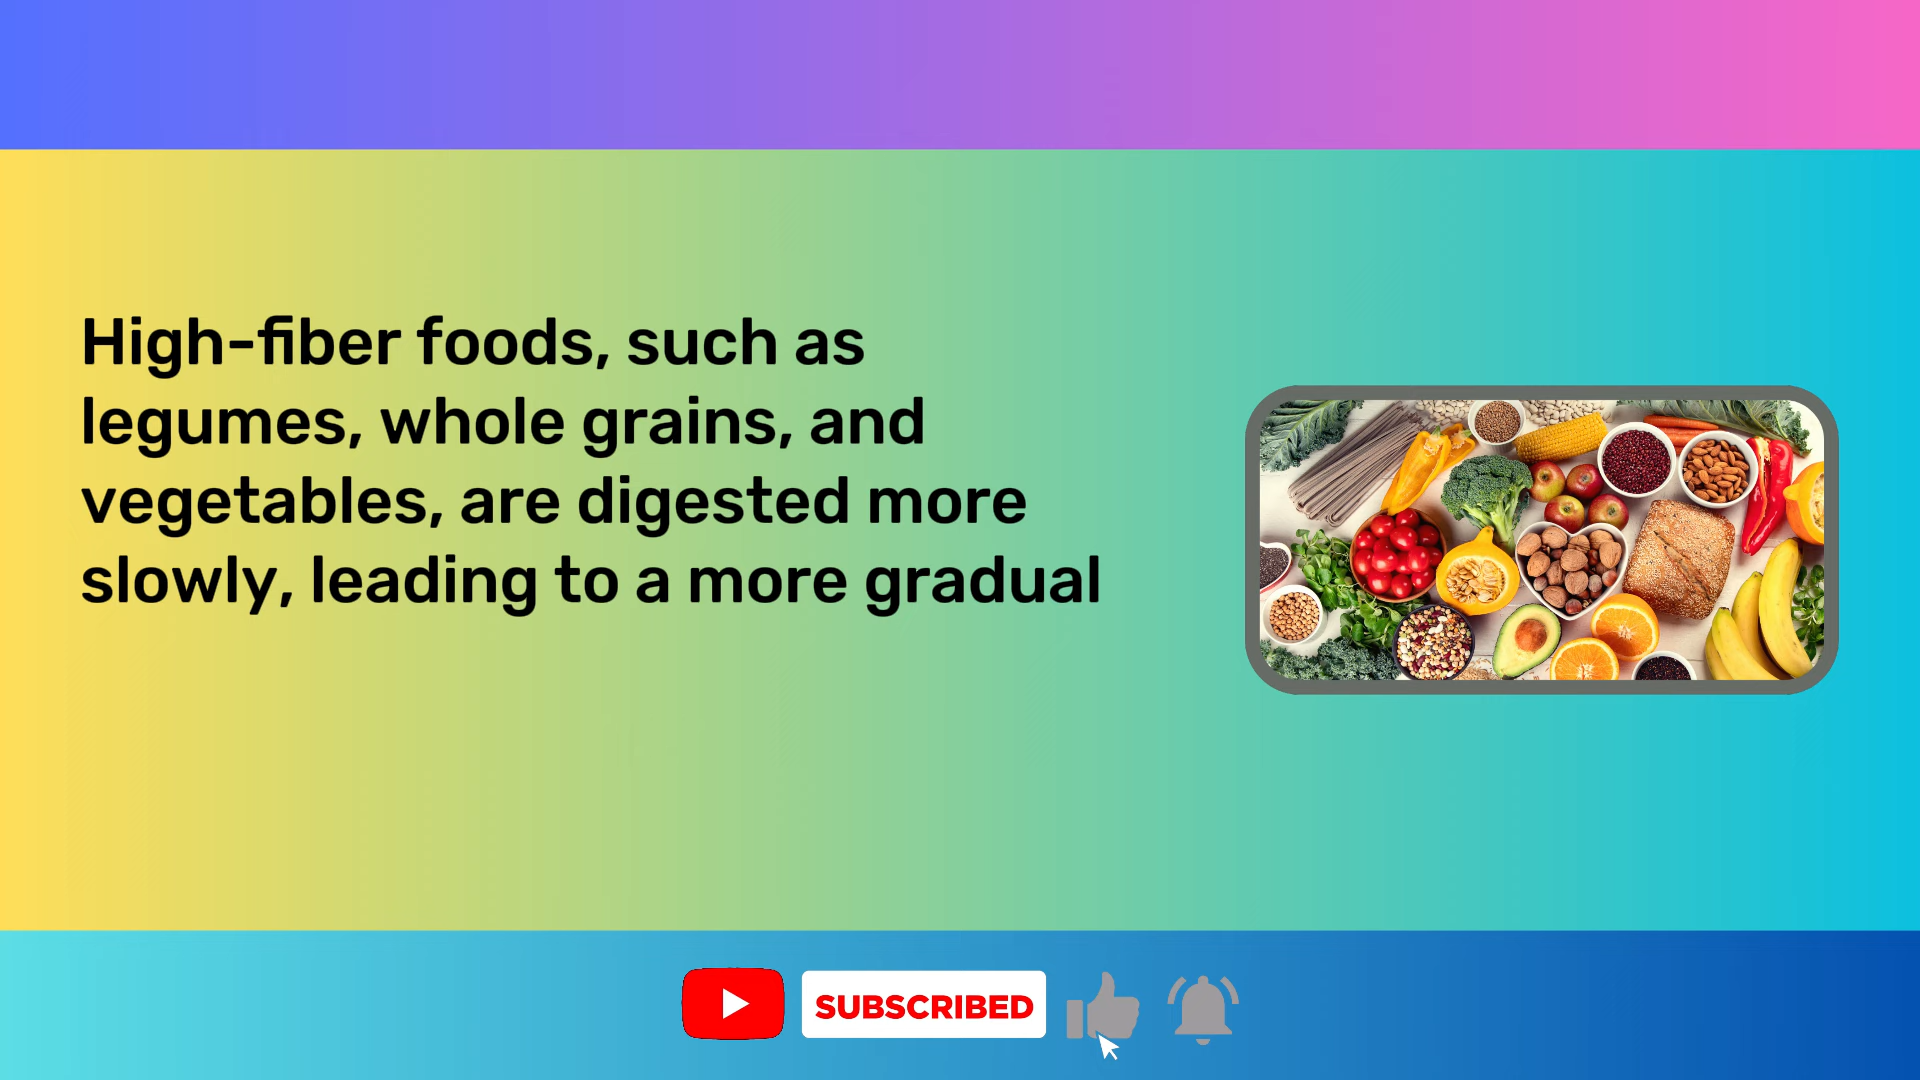 High-fiber foods, such as
legumes, whole grains, and
vegetables, are digested more
slowly, leading to a more gradual
SUBSCRIBED